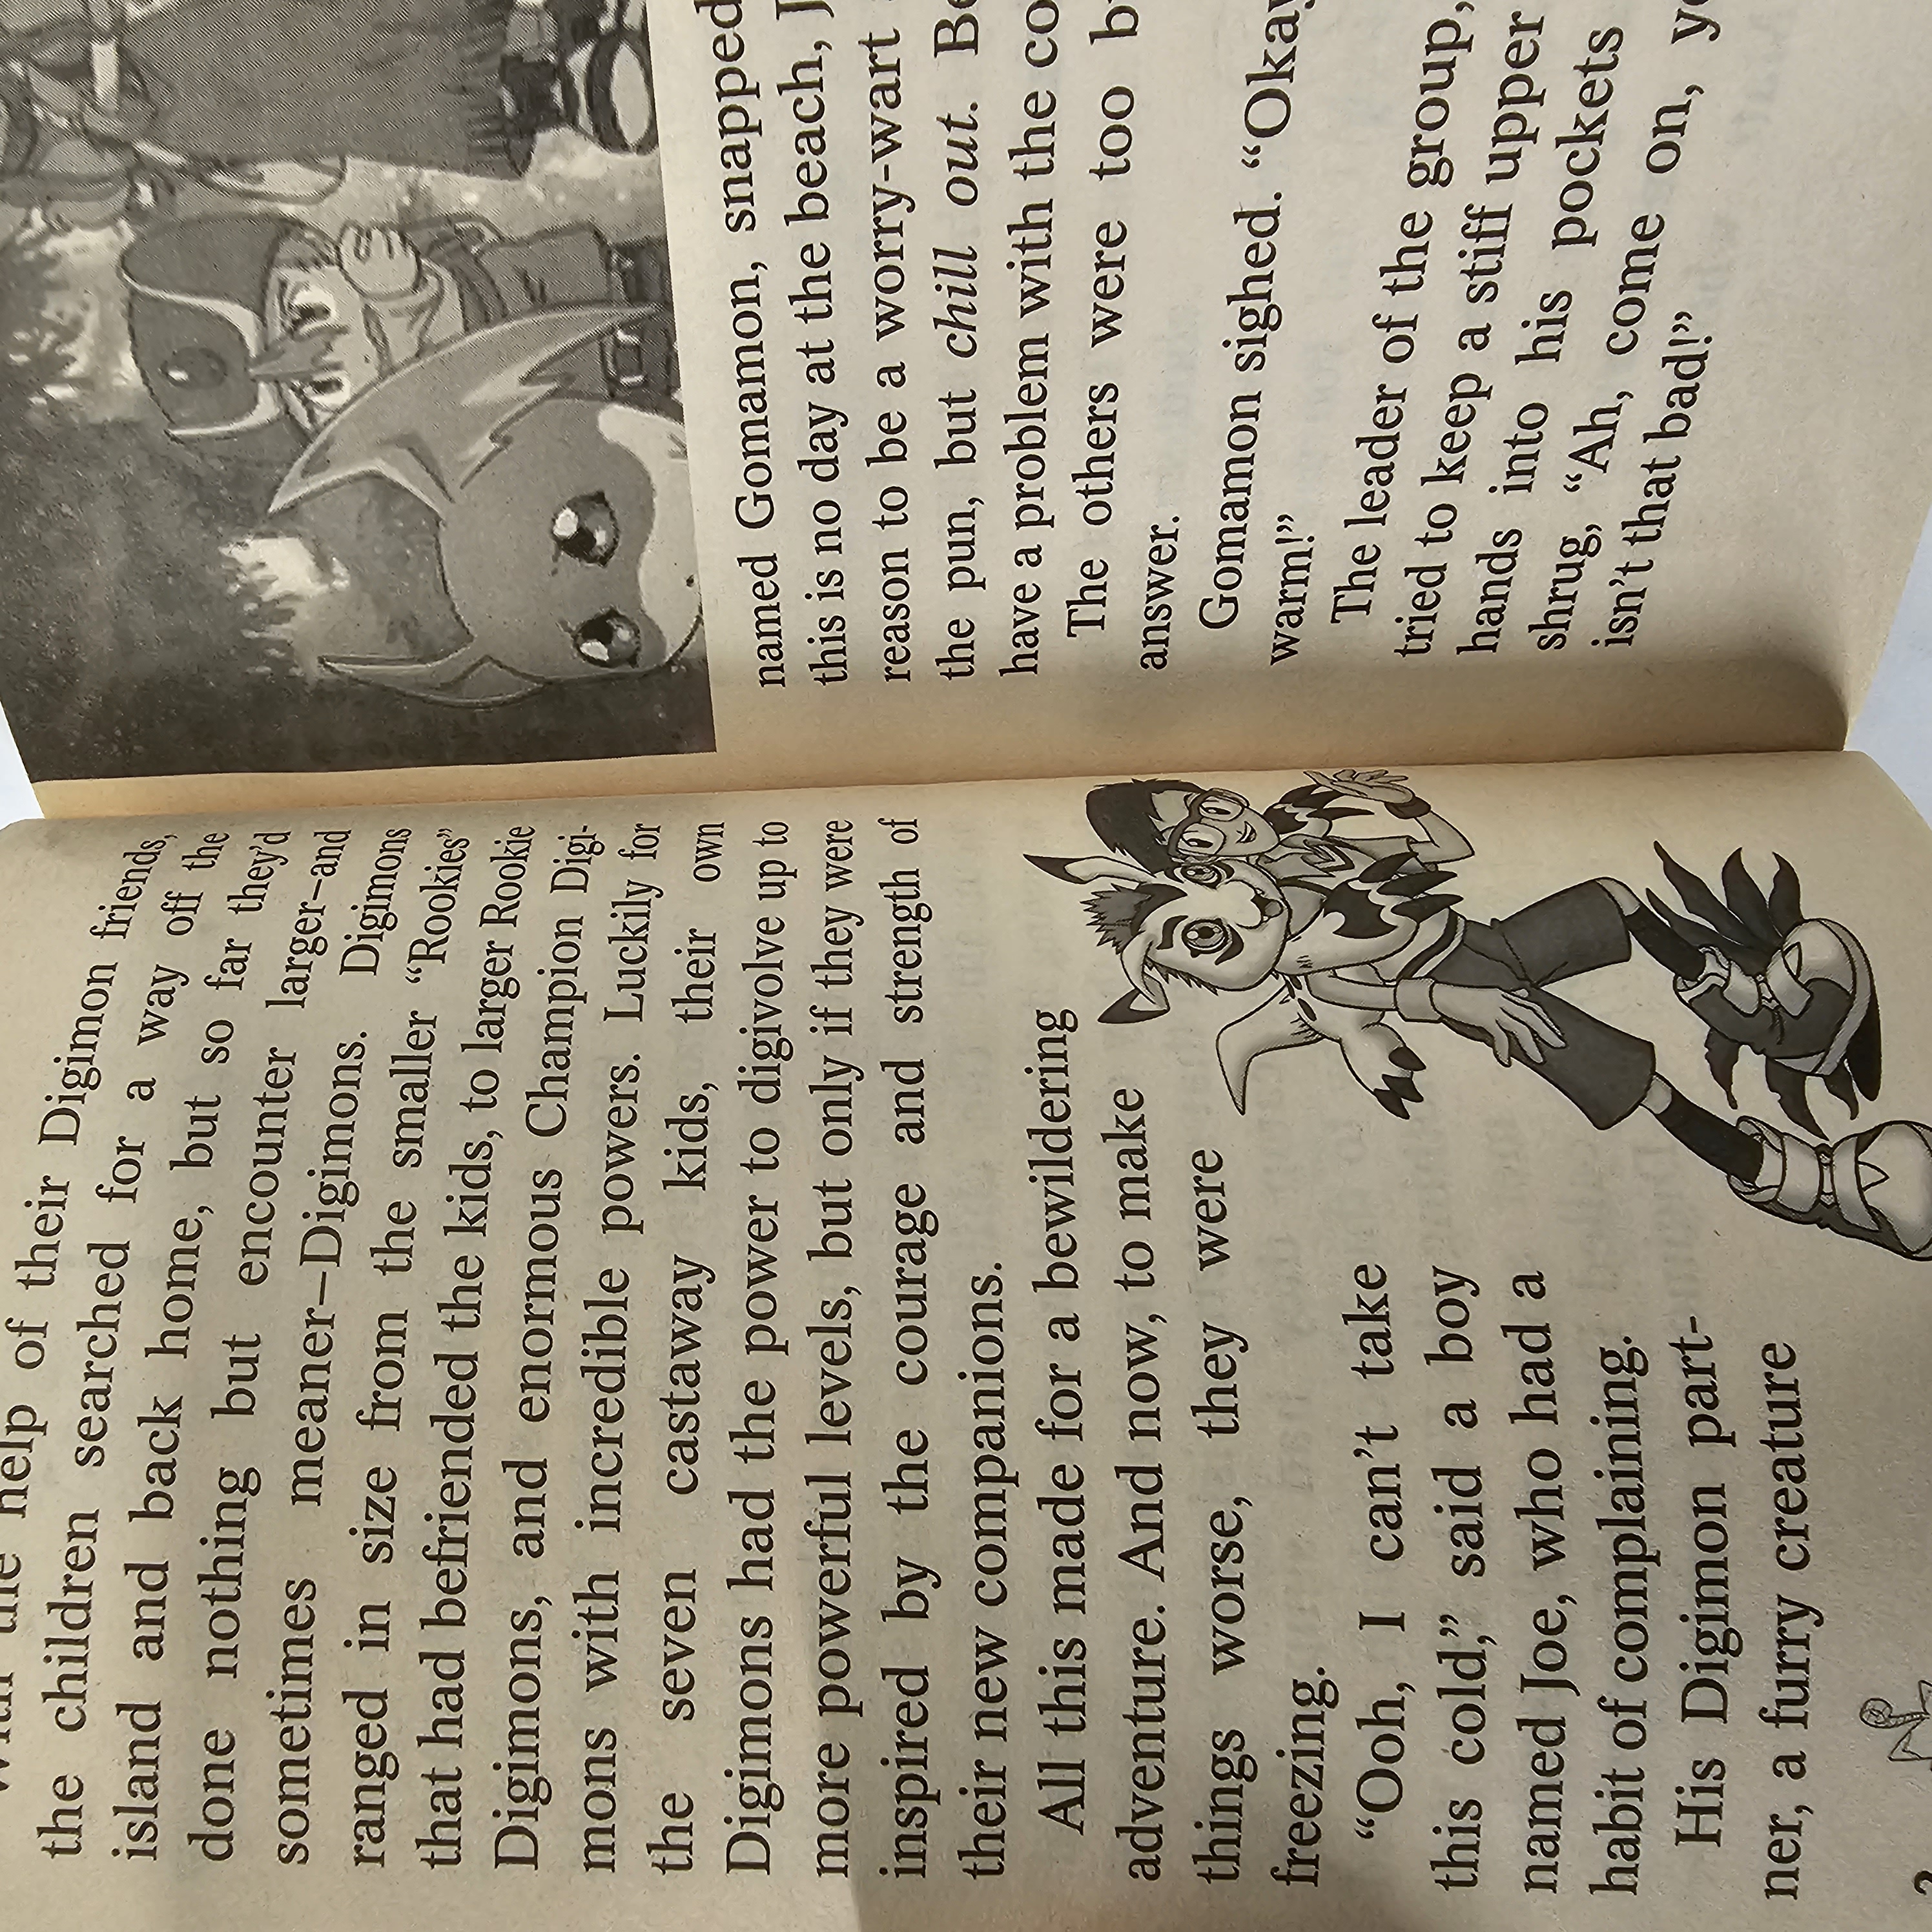 With the help of their Digimon friends,
the children searched for a way off the
island and back home, but so far they'd
done nothing but encounter larger—and
sometimes meaner—Digimons. Digimons
ranged in size from the smaller “Rookies”
that had befriended the kids, to larger Rookie
Digimons, and enormous Champion Digi-
mons with incredible powers. Luckily for
the seven castaway kids, their own
Digimons had the power to digivolve up to
more powerful levels, but only if they were
inspired by the courage and strength of
their new companions.
All this made for a bewildering
adventure. And now, to make
things worse, they were
freezing.
“Ooh, I can't take
this cold,” said a boy
named Joe, who had a
habit of complaining.
His Digimon part-
ner, a furry creature
named Gomamon, snapped
this is no day at the beach,
reason to be a worry-wart
the pun, but chill out.
have a problem with the
The others were too
answer.
Gomamon sighed. “Okay
warm!”
The leader of the group,
tried to keep a stiff upper
hands into his pockets
shrug, “Ah, come on,
isn't that bad!”